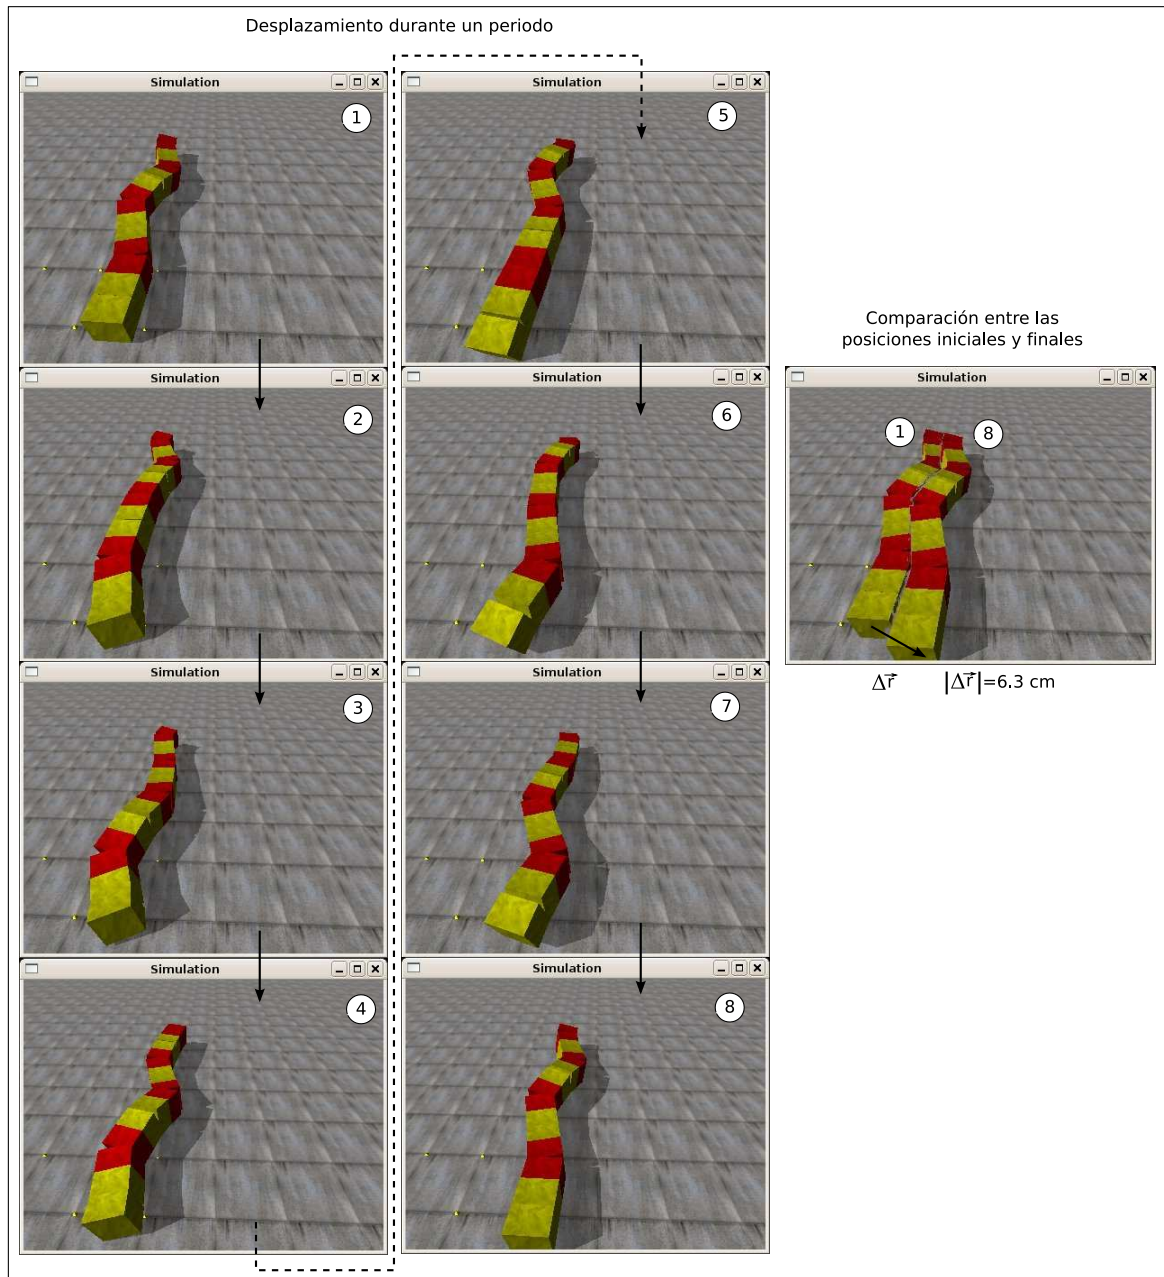 Desplazamiento durante un periodo
Simulation
1
Simulation
2
Simulation
3
Simulation
4
Simulation
5
Simulation
6
Simulation
7
Simulation
8
Comparación entre las
posiciones iniciales y finales
Simulation
1 8
Δr⃗ |Δr⃗|=6.3 cm